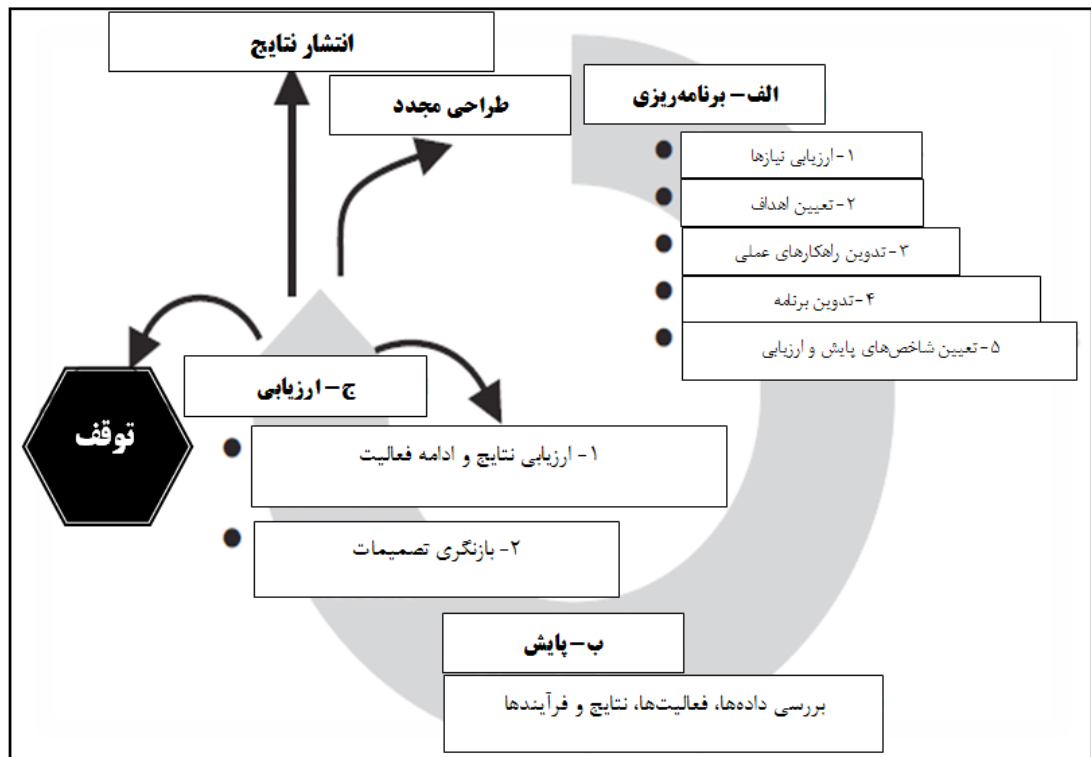 انتشار نتایج
طراحی مجدد
الف- برنامه‌ریزی
۱- ارزیابی نیازها
۲- تعیین اهداف
۳- تدوین راهکارهای عملی
۴- تدوین برنامه
۵- تعیین شاخص‌های پایش و ارزیابی
ج- ارزیابی
توقف
۱- ارزیابی نتایج و ادامه فعالیت
۲- بازنگری تصمیمات
ب- پایش
بررسی داده‌ها، فعالیت‌ها، نتایج و فرآیندها